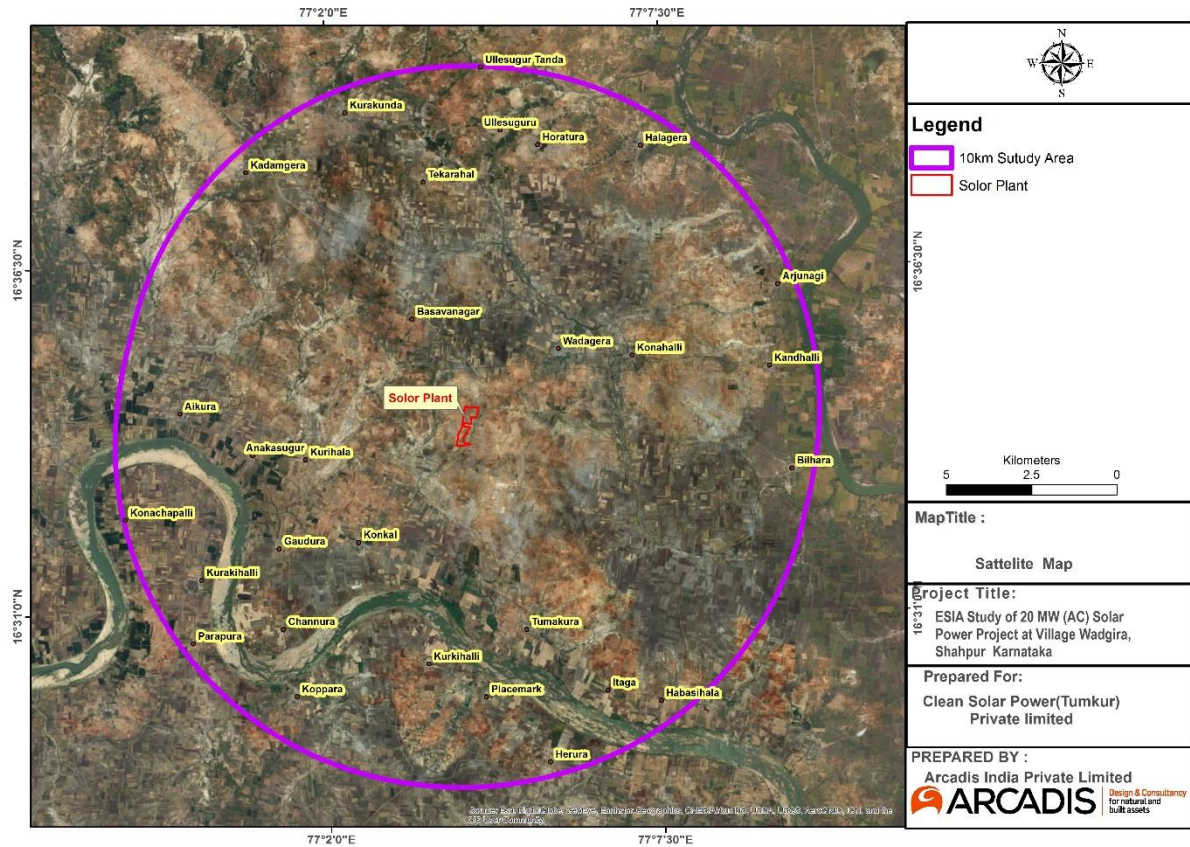 77°2'0"E
77°7'30"E
Ullesugur Tanda
Kurakunda
Ullesuguru
Horatura
Halagera
Kadamgera
Tekarahal
16°36'30"N
16°36'30"N
Arjunagi
Basavanagar
Wadagera
Konahalli
Kandhalli
Solor Plant
Aikura
Anakasugur
Kurihala
Bilhara
Konachapalli
Konkal
Gaudura
Kurakihalli
16°31'0"N
16°31'0"N
Channura
Tumakura
Parapura
Kurkihalli
Koppara
Placemark
Itaga
Habasihala
Herura
77°2'0"E
77°7'30"E
N
W
E
S
Legend
10km Sutudy Area
Solor Plant
Kilometers
5
2.5
0
MapTitle :
Sattelite Map
Project Title:
ESIA Study of 20 MW (AC) Solar
Power Project at Village Wadgira,
Shahpur Karnataka
Prepared For:
Clean Solar Power(Tumkur)
Private limited
PREPARED BY :
Arcadis India Private Limited
ARCADIS
Design & Consultancy
for natural and
built assets